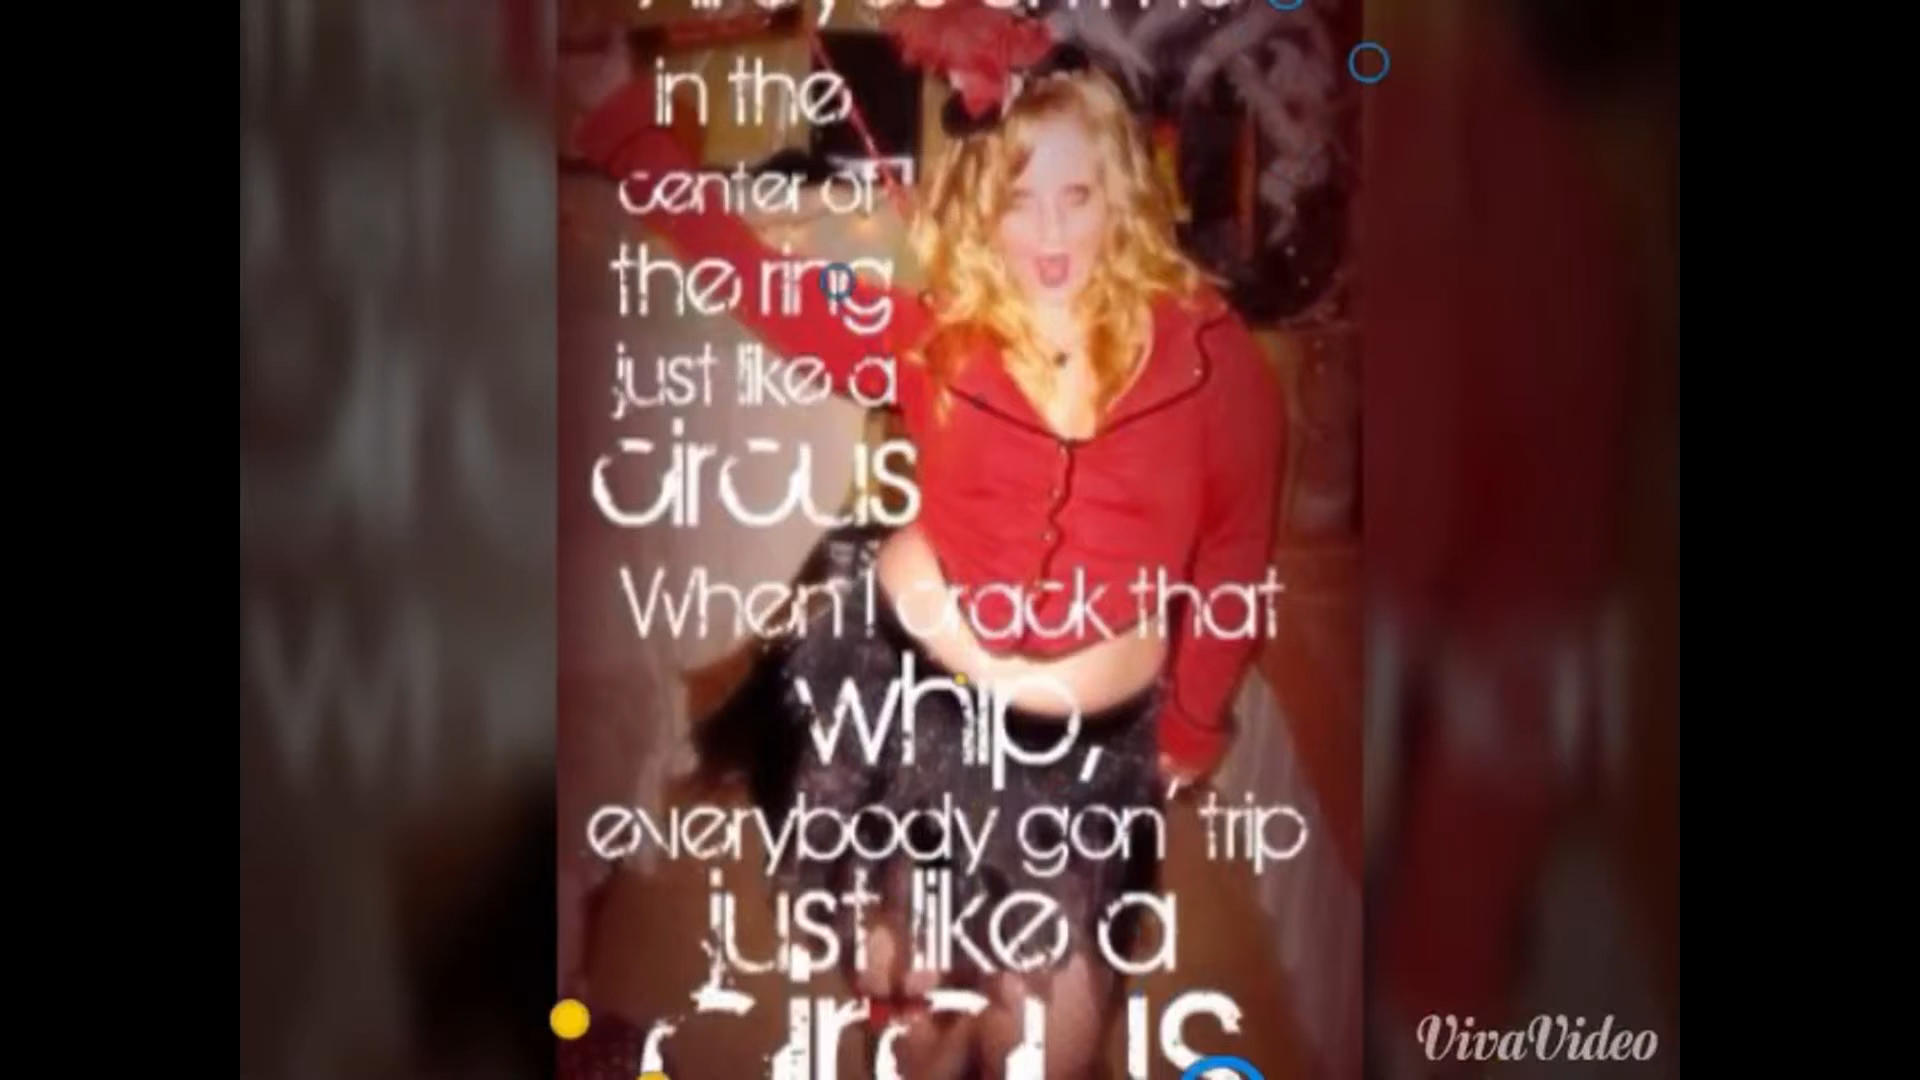 in the
center of
the ring
just like a
circus
When I crack that
whip,
everybody gon' trip
just like a
circus
VivaVideo